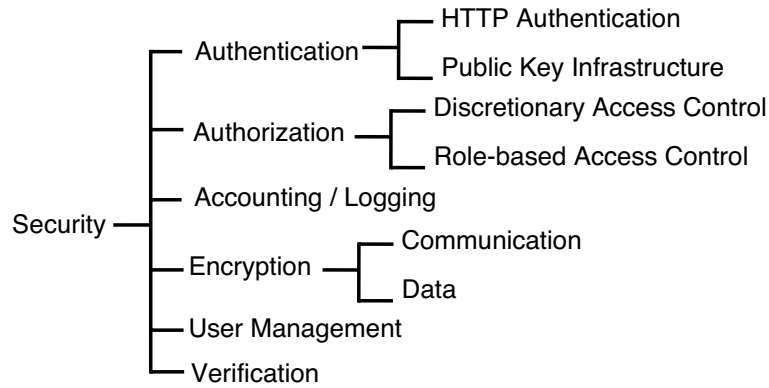 HTTP Authentication
Authentication
Public Key Infrastructure
Discretionary Access Control
Authorization
Role-based Access Control
Accounting / Logging
Security
Communication
Encryption
Data
User Management
Verification